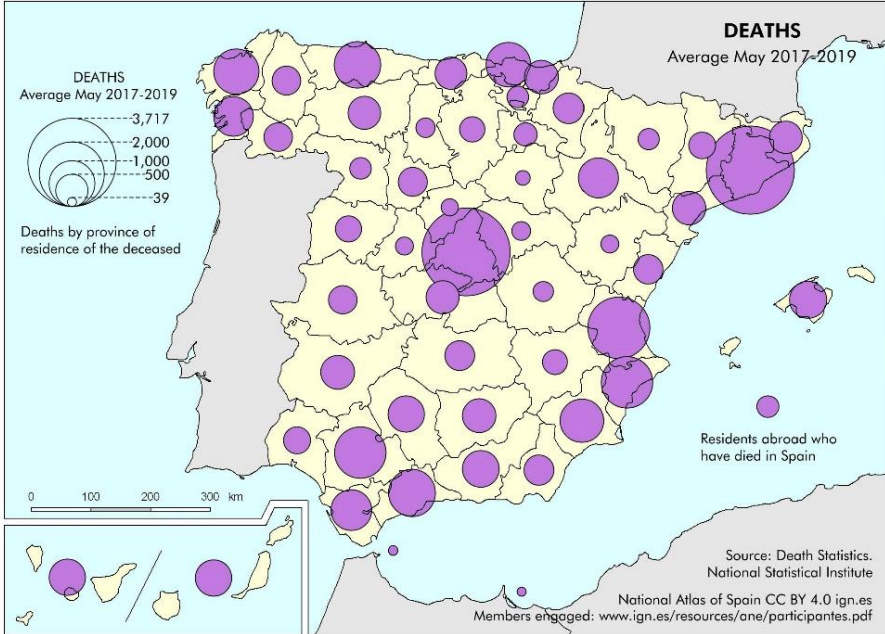 DEATHS
Average May 2017-2019
DEATHS
Average May 2017-2019
3,717
2,000
1,000
500
39
Deaths by province of
residence of the deceased
Residents abroad who
have died in Spain
0 100 200 300 km
Source: Death Statistics.
National Statistical Institute
National Atlas of Spain CC BY 4.0 ign.es
Members engaged: www.ign.es/resources/ane/participantes.pdf